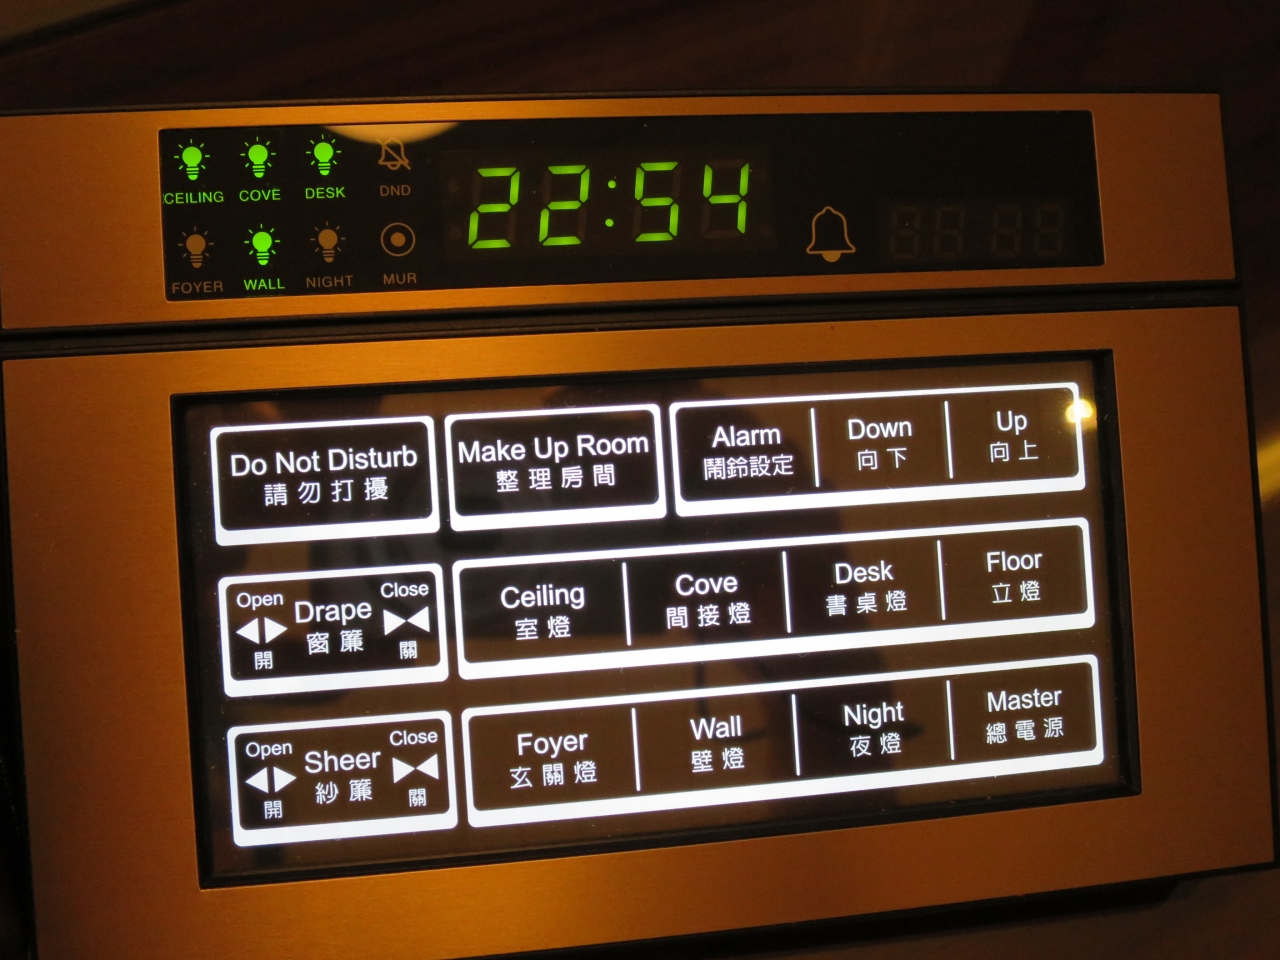 CEILING COVE DESK DND
22:54
FOYER WALL NIGHT MUR
Do Not Disturb
請勿打擾
Make Up Room
整理房間
Alarm
鬧鈴設定
Down
向下
Up
向上
Open
開
Drape
窗簾
Close
關
Ceiling
室燈
Cove
間接燈
Desk
書桌燈
Floor
立燈
Open
開
Sheer
紗簾
Close
關
Foyer
玄關燈
Wall
壁燈
Night
夜燈
Master
總電源